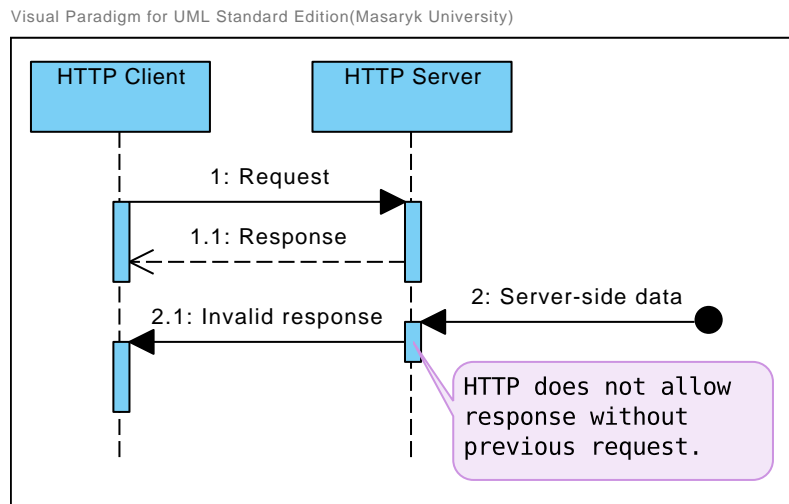 Visual Paradigm for UML Standard Edition(Masaryk University)
HTTP Client
HTTP Server
1: Request
1.1: Response
2: Server-side data
2.1: Invalid response
HTTP does not allow
response without
previous request.